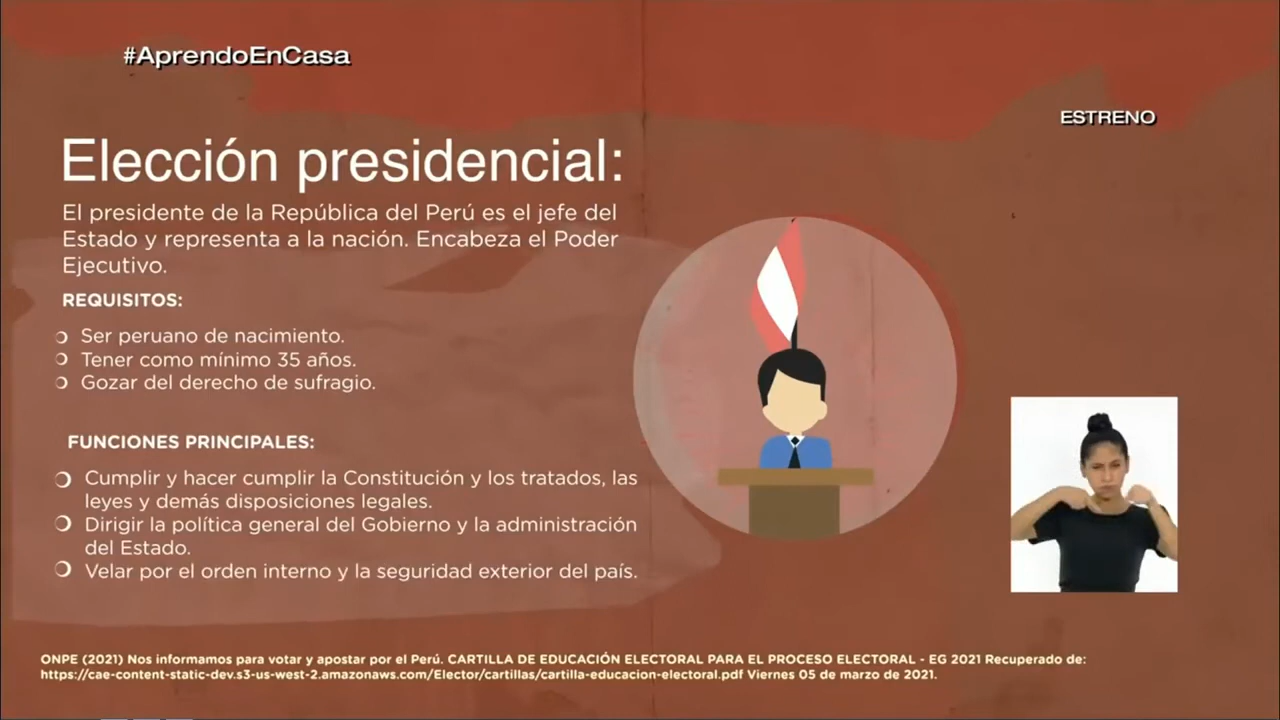 #AprendoEnCasa
ESTRENO
Elección presidencial:
El presidente de la República del Perú es el jefe del
Estado y representa a la nación. Encabeza el Poder
Ejecutivo.
REQUISITOS:
Ser peruano de nacimiento.
Tener como mínimo 35 años.
Gozar del derecho de sufragio.
FUNCIONES PRINCIPALES:
Cumplir y hacer cumplir la Constitución y los tratados, las
leyes y demás disposiciones legales.
Dirigir la política general del Gobierno y la administración
del Estado.
Velar por el orden interno y la seguridad exterior del país.
ONPE (2021) Nos informamos para votar y apostar por el Perú. CARTILLA DE EDUCACIÓN ELECTORAL PARA EL PROCESO ELECTORAL - EG 2021 Recuperado de:
https://cae-content-static-dev.s3-us-west-2.amazonaws.com/Elector/cartillas/cartilla-educacion-electoral.pdf Viernes 05 de marzo de 2021.